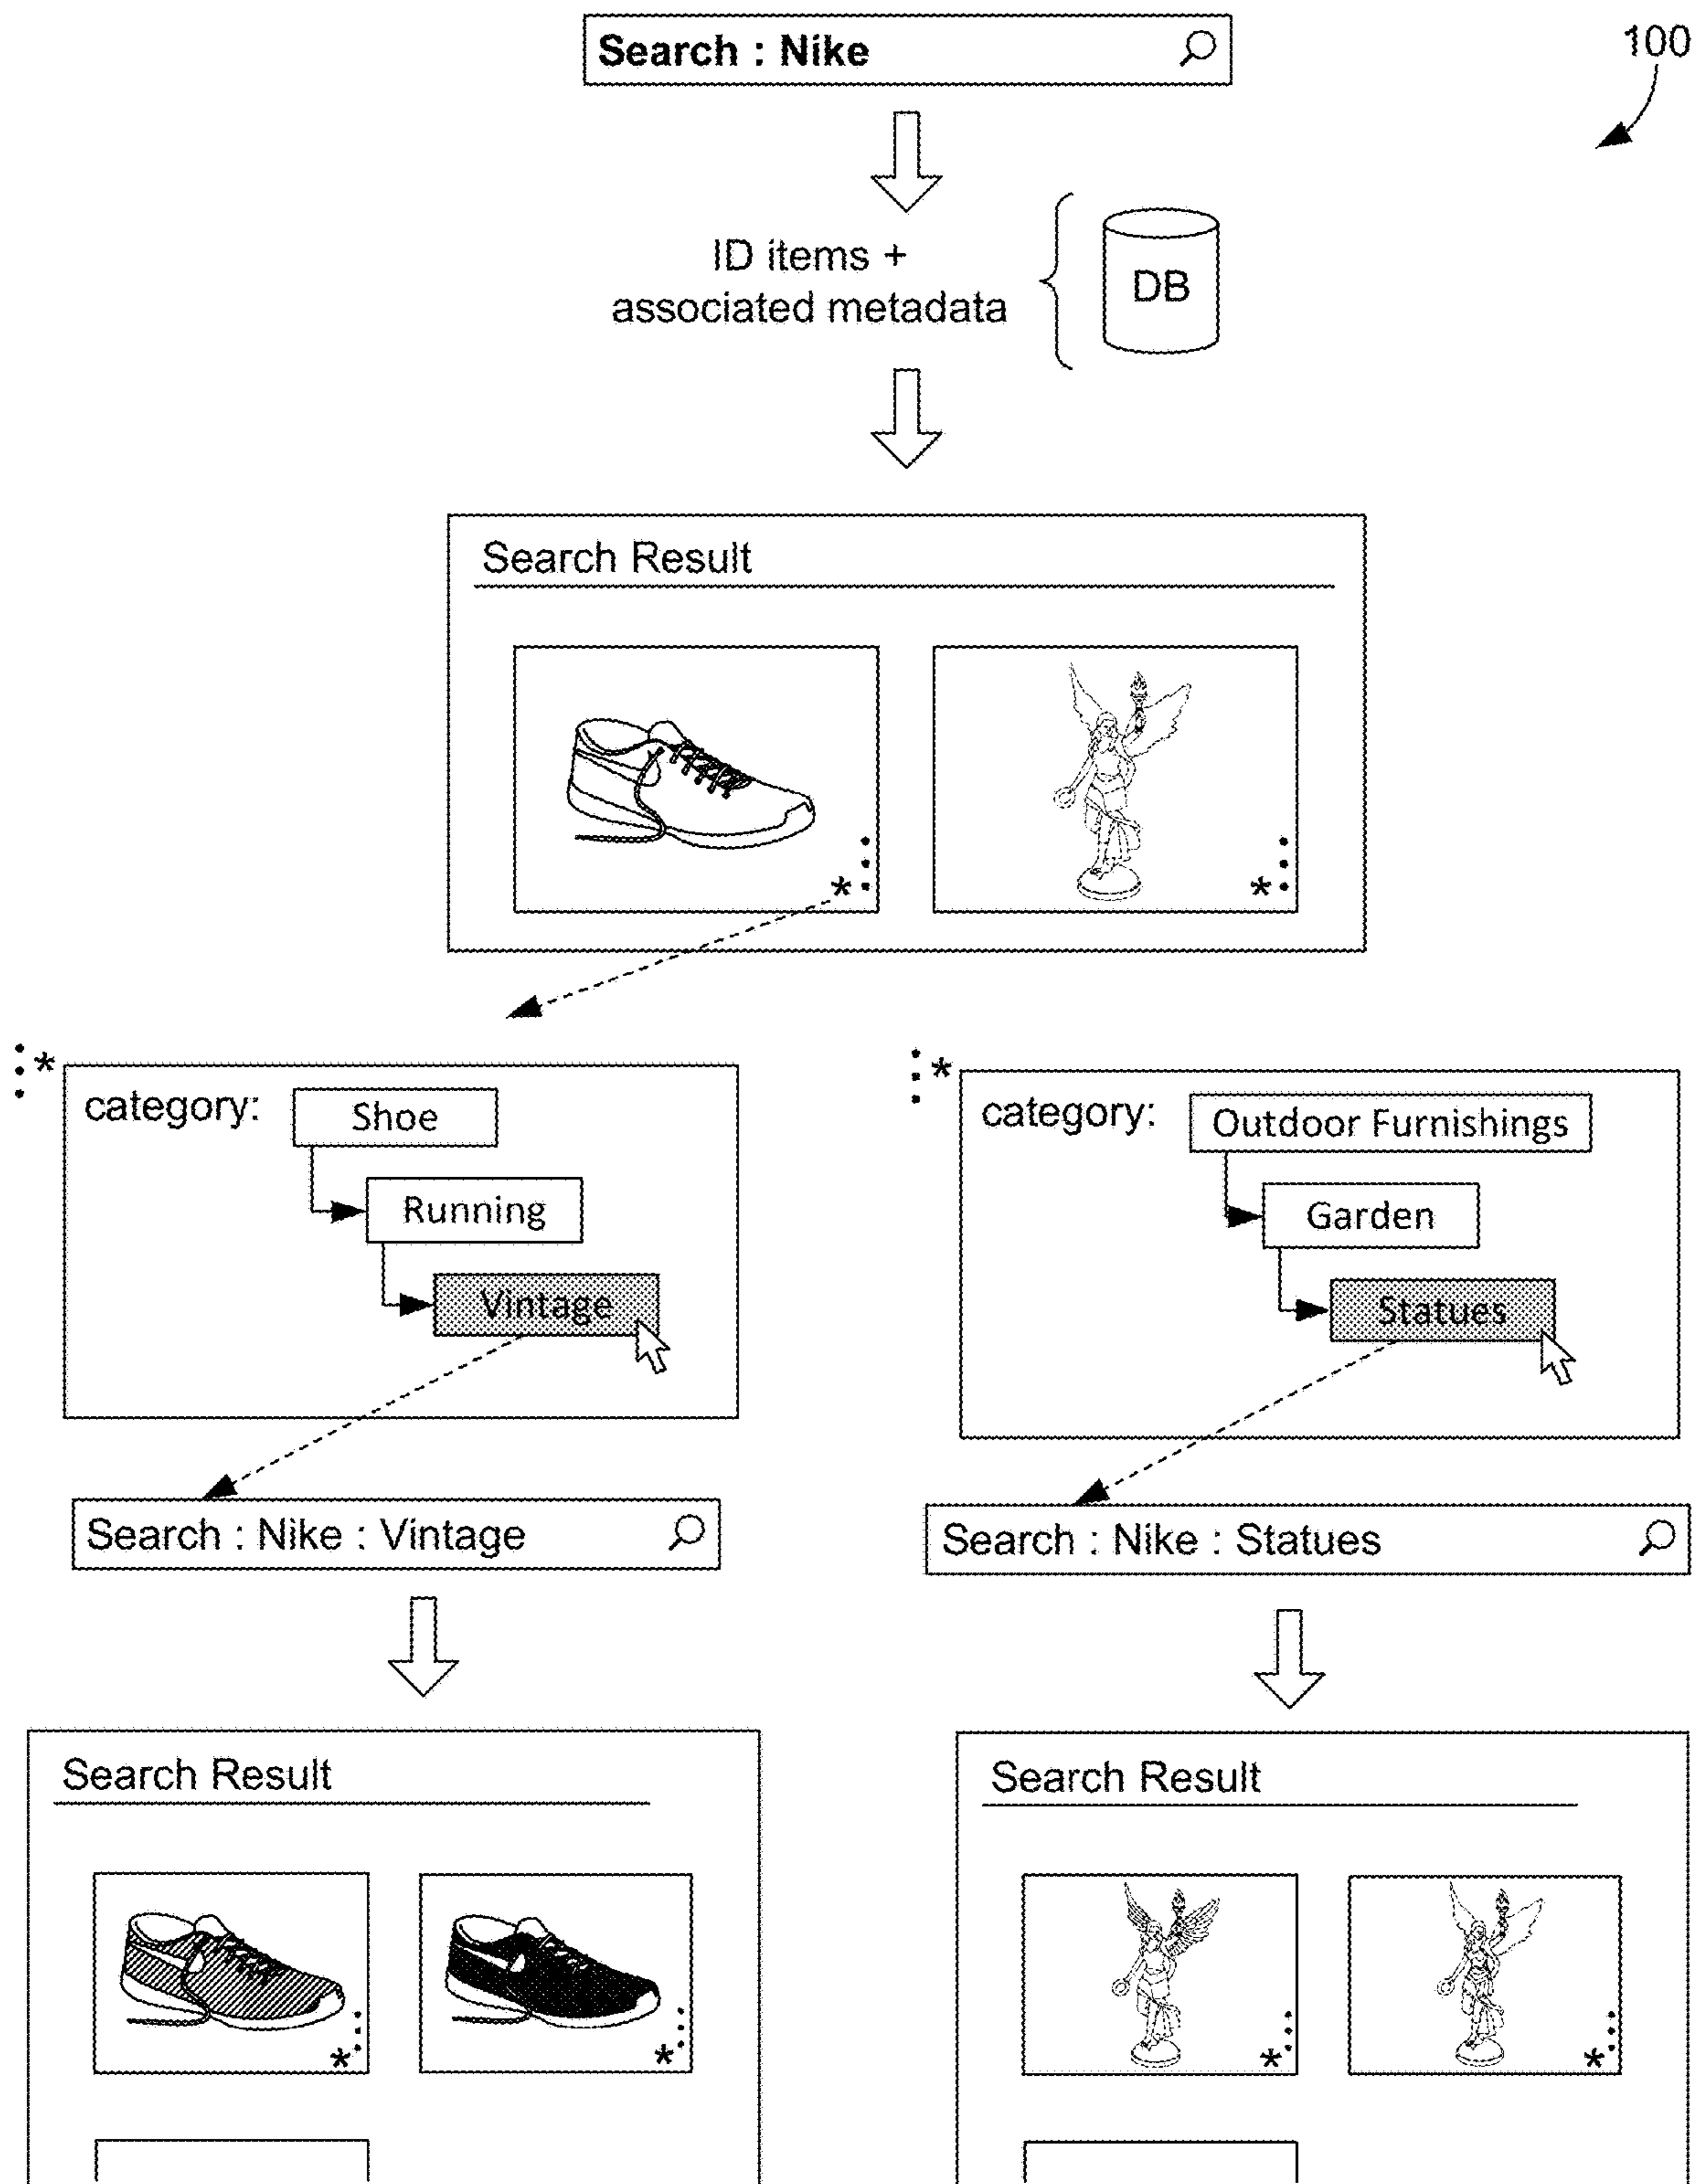 Search : Nike
100
ID items +
associated metadata
DB
Search Result
*
*
*
category:
Shoe
Running
Vintage
*
category:
Outdoor Furnishings
Garden
Statues
Search : Nike : Vintage
Search : Nike : Statues
Search Result
*
*
Search Result
*
*